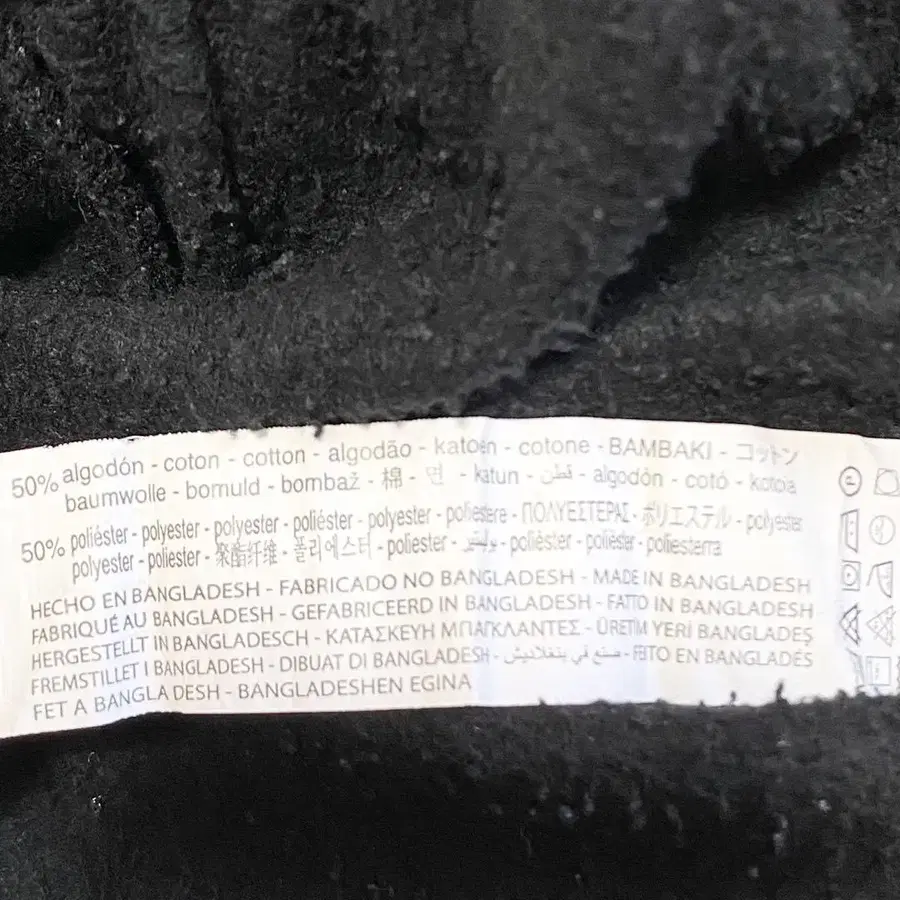 50% algodón - coton - cotton - algodão - katoen - cotone - BAMBAKI - コットン
baumwolle - bomuld - bombaž - 棉 - 면 - katun - قطن - algodón - cotó - kotoia
50% poliéster - polyester - polyester - poliéster - polyester - poliestere - ΠΟΛΥΕΣΤΕΡΑΣ - ポリエステル - polyester
polyester - poliester - 聚酯纤维 - 폴리에스터 - poliester - بوليستر - poliéster - polièster - poliesterra
HECHO EN BANGLADESH - FABRICADO NO BANGLADESH - MADE IN BANGLADESH
FABRIQUÉ AU BANGLADESH - GEFABRICEERD IN BANGLADESH - FATTO IN BANGLADESH
HERGESTELLT IN BANGLADESCH - ΚΑΤΑΣΚΕΥΗ ΜΠΑΓΚΛΑΝΤΕΣ - ÜRETİM YERİ BANGLADEŞ
FREMSTILLET I BANGLADESH - DIBUAT DI BANGLADESH - صنع في بنغلاديش - FEITO EN BANGLADÉS
FET A BANGLA DESH - BANGLADESHEN EGINA